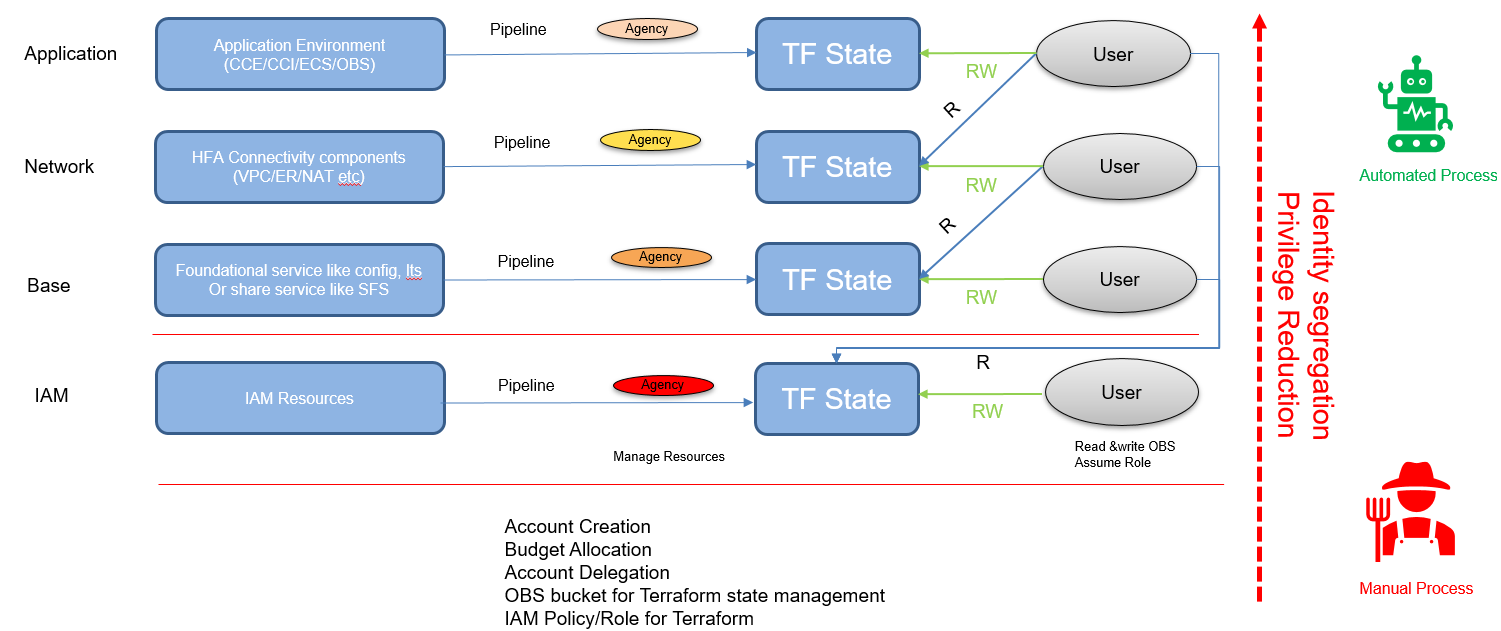 Application
Application Environment
(CCE/CCI/ECS/OBS)
Pipeline
Agency
TF State
RW
User
R
Network
HFA Connectivity components
(VPC/ER/NAT etc)
Pipeline
Agency
TF State
RW
User
R
Base
Foundational service like config, lts
Or share service like SFS
Pipeline
Agency
TF State
RW
User
IAM
IAM Resources
Pipeline
Agency
TF State
R
RW
User
Manage Resources
Read &write OBS
Assume Role
Account Creation
Budget Allocation
Account Delegation
OBS bucket for Terraform state management
IAM Policy/Role for Terraform
Identity segregation
Privilege Reduction
Automated Process
Manual Process